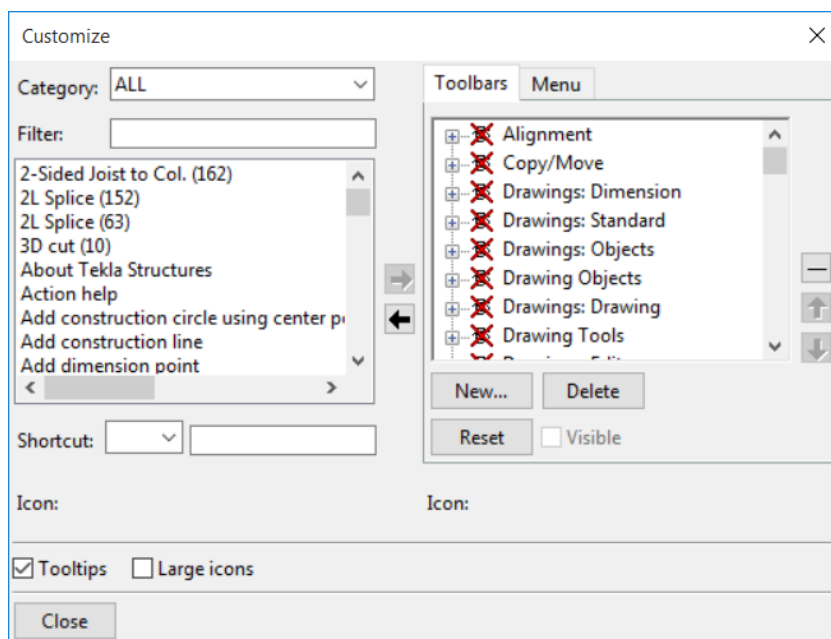 Customize
Category: ALL
Filter:
2-Sided Joist to Col. (162)
2L Splice (152)
2L Splice (63)
3D cut (10)
About Tekla Structures
Action help
Add construction circle using center p
Add construction line
Add dimension point
Shortcut:
Icon:
Toolbars Menu
Alignment
Copy/Move
Drawings: Dimension
Drawings: Standard
Drawings: Objects
Drawing Objects
Drawings: Drawing
Drawing Tools
New... Delete
Reset Visible
Icon:
Tooltips Large icons
Close